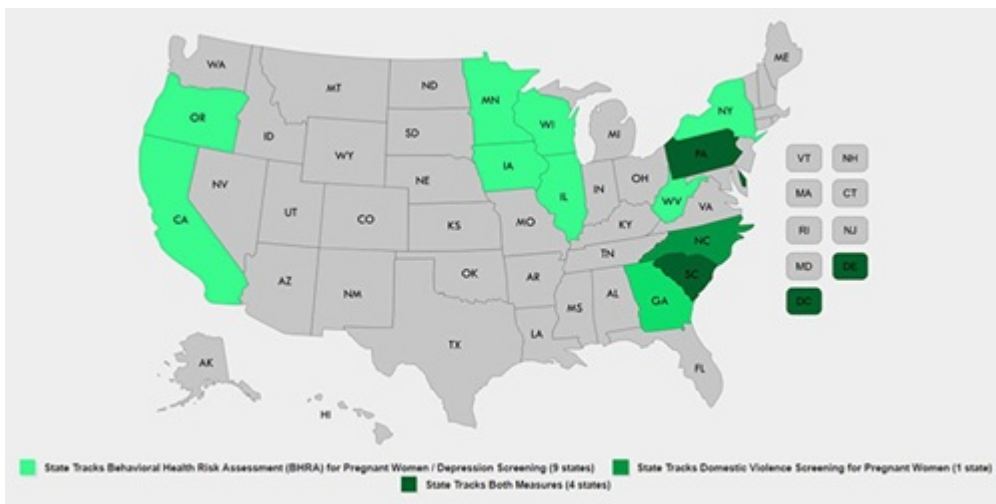 WA
ME
MT
ND
MN
OR
ID
SD
WI
NY
WY
MI
IA
PA
NE
NV
OH
IL
IN
UT
CO
WV
VA
CA
KS
MO
KY
NC
TN
OK
AZ
NM
AR
SC
MS
AL
GA
LA
TX
FL
AK
HI
VT NH
MA CT
RI NJ
MD DE
DC
State Tracks Behavioral Health Risk Assessment (BHRA) for Pregnant Women / Depression Screening (9 states) State Tracks Domestic Violence Screening for Pregnant Women (1 state)
State Tracks Both Measures (4 states)